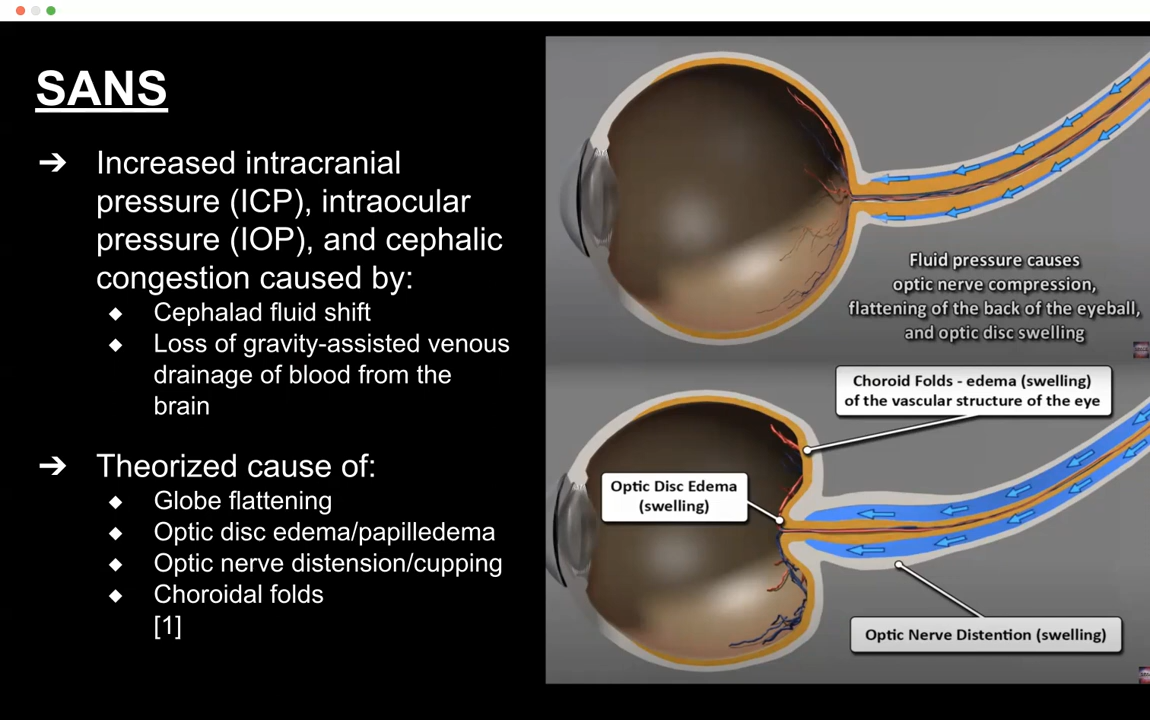 SANS
➔ Increased intracranial
pressure (ICP), intraocular
pressure (IOP), and cephalic
congestion caused by:
◆ Cephalad fluid shift
◆ Loss of gravity-assisted venous
drainage of blood from the
brain
➔ Theorized cause of:
◆ Globe flattening
◆ Optic disc edema/papilledema
◆ Optic nerve distension/cupping
◆ Choroidal folds
[1]
Fluid pressure causes
optic nerve compression,
flattening of the back of the eyeball,
and optic disc swelling
Choroid Folds - edema (swelling)
of the vascular structure of the eye
Optic Disc Edema
(swelling)
Optic Nerve Distention (swelling)